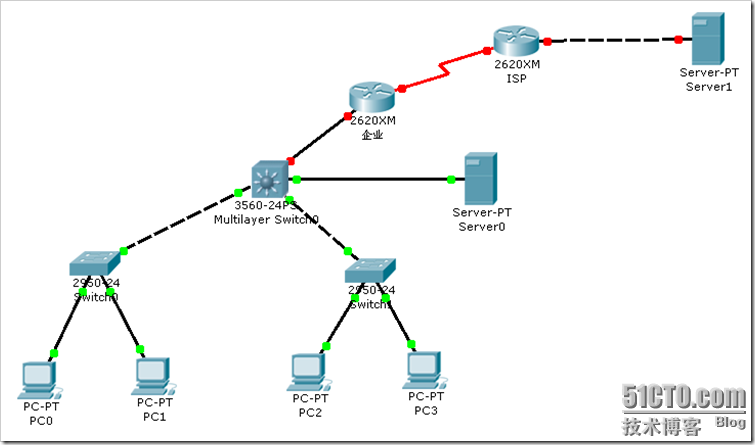 2620XM
ISP
Server-PT
Server1
2620XM
企业
3560-24PS
Multilayer Switch0
Server-PT
Server0
2950-24
Switch0
2950-24
Switch1
PC-PT
PC0
PC-PT
PC1
PC-PT
PC2
PC-PT
PC3
51CTO.com
技术博客 Blog